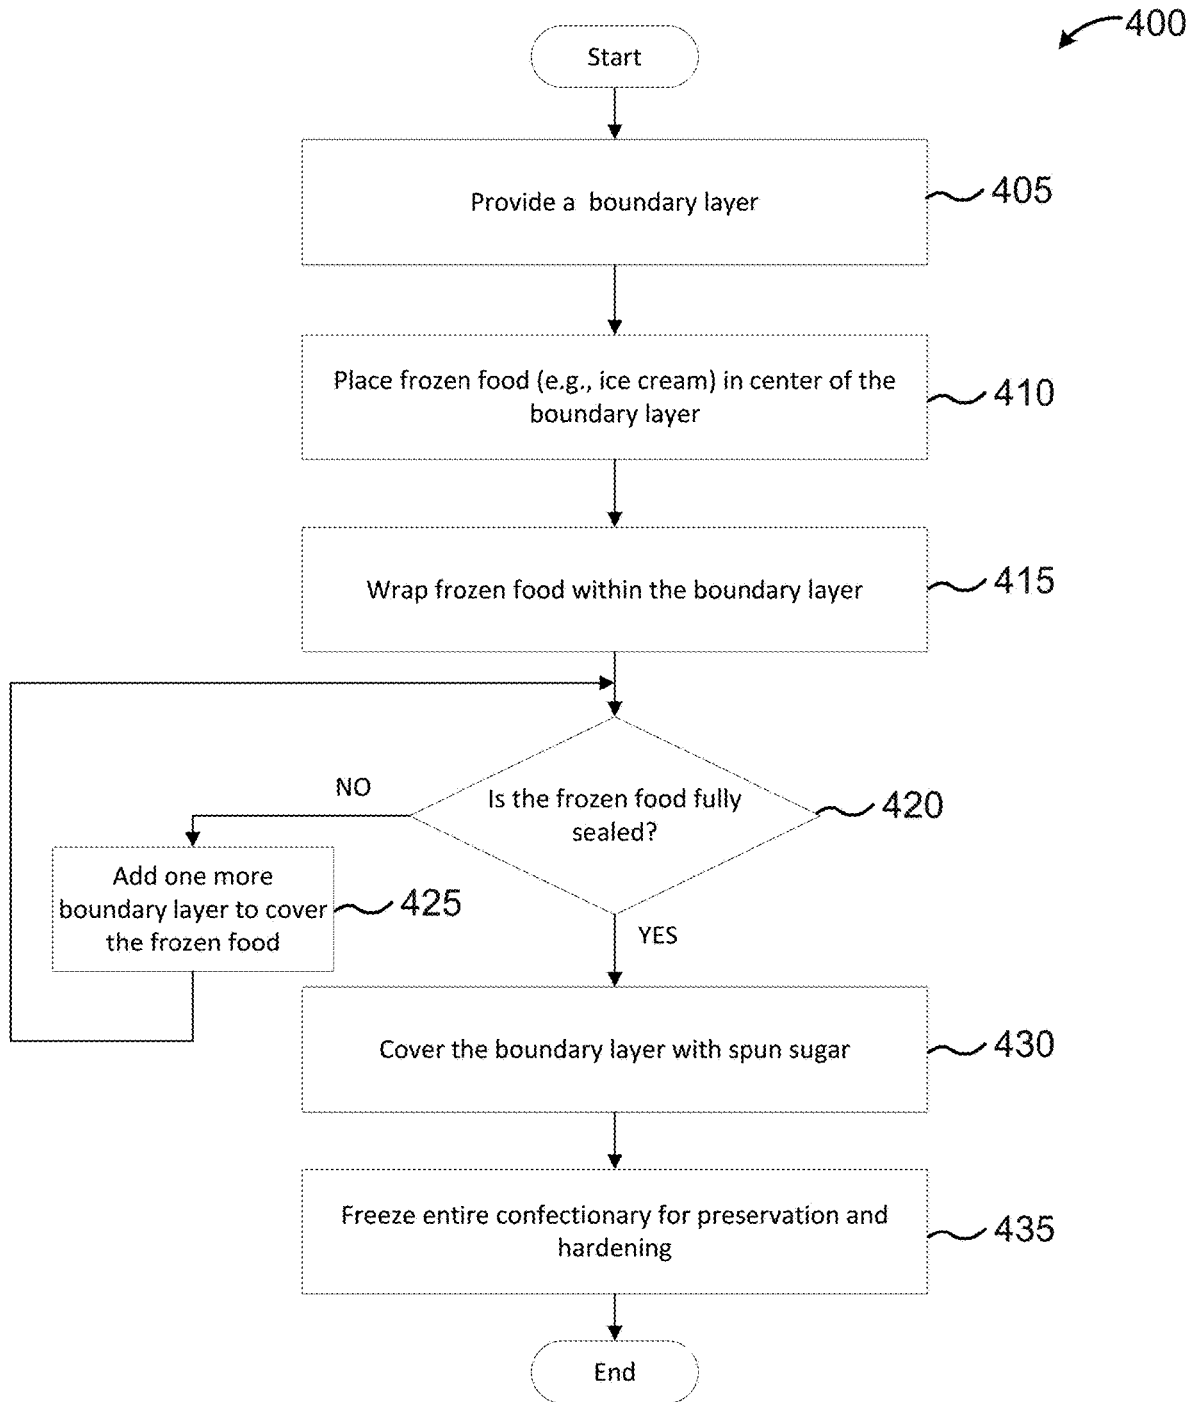 400
Start
Provide a boundary layer
405
Place frozen food (e.g., ice cream) in center of the
boundary layer
410
Wrap frozen food within the boundary layer
415
NO
Is the frozen food fully
sealed?
420
Add one more
boundary layer to cover
the frozen food
425
YES
Cover the boundary layer with spun sugar
430
Freeze entire confectionary for preservation and
hardening
435
End